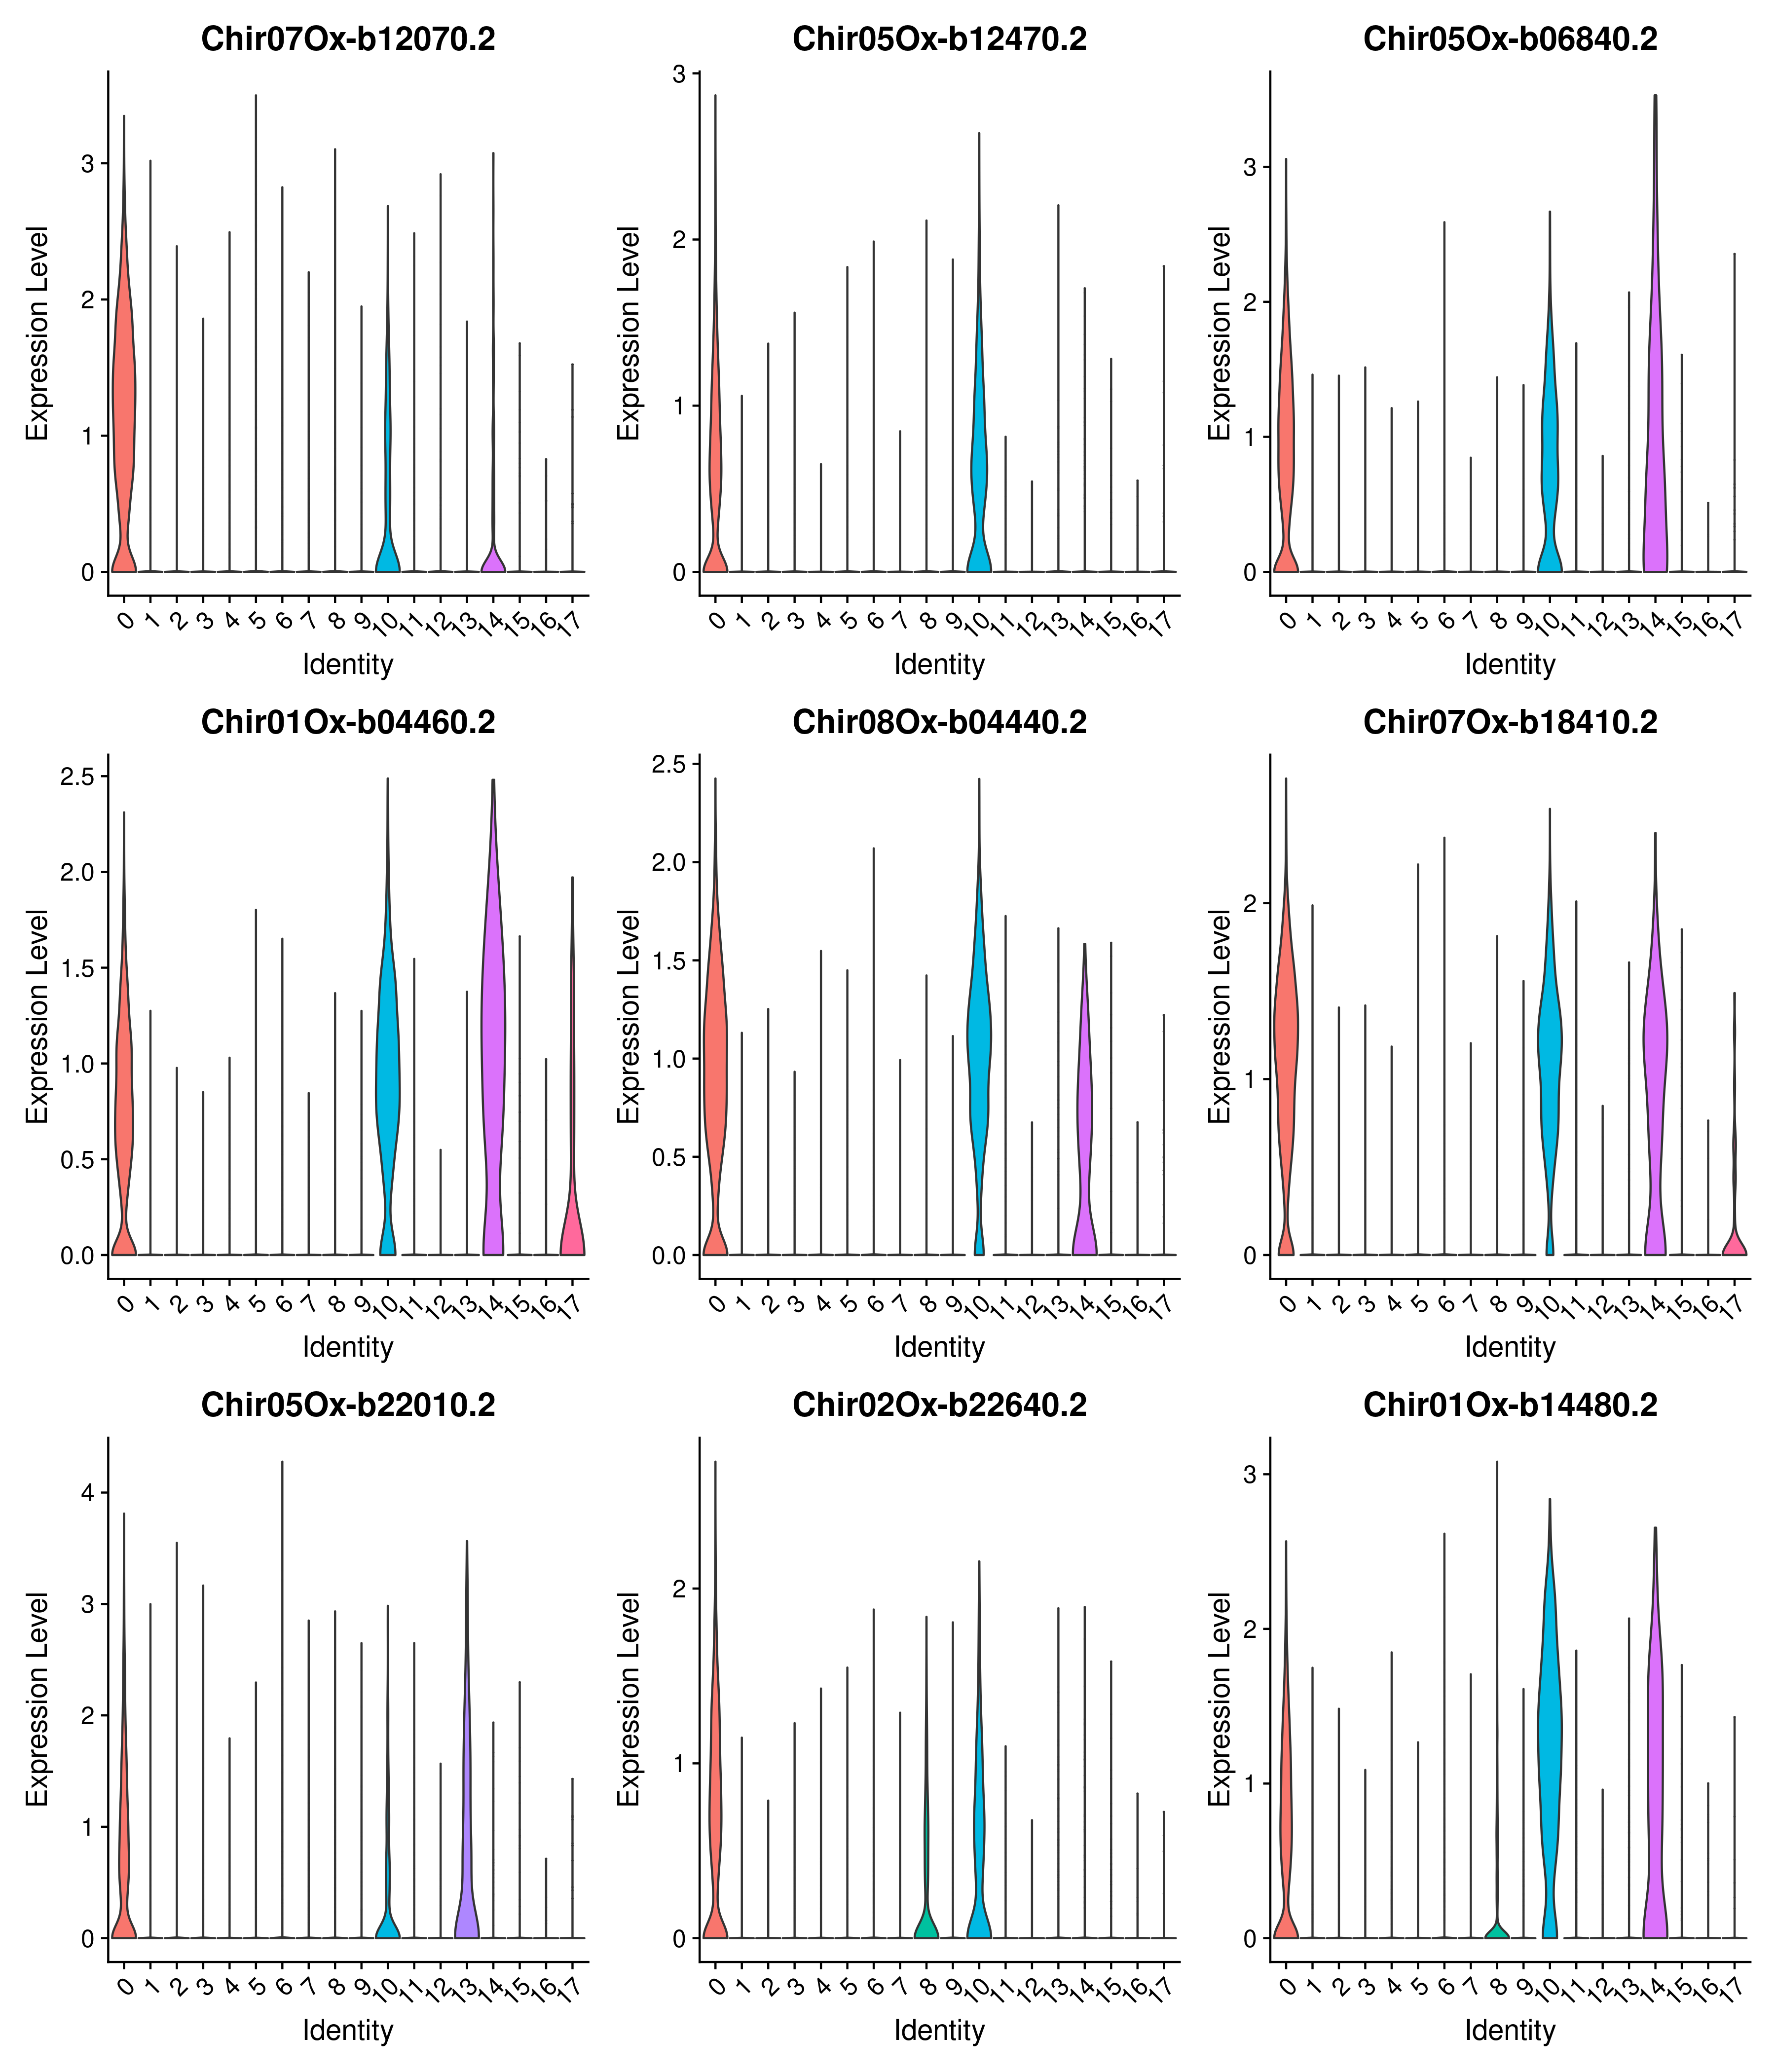 Chir07Ox-b12070.2
Expression Level
3
2
1
0
0 1 2 3 4 5 6 7 8 9 10 11 12 13 14 15 16 17
Identity
Chir05Ox-b12470.2
Expression Level
3
2
1
0
0 1 2 3 4 5 6 7 8 9 10 11 12 13 14 15 16 17
Identity
Chir05Ox-b06840.2
Expression Level
3
2
1
0
0 1 2 3 4 5 6 7 8 9 10 11 12 13 14 15 16 17
Identity
Chir01Ox-b04460.2
Expression Level
2.5
2.0
1.5
1.0
0.5
0.0
0 1 2 3 4 5 6 7 8 9 10 11 12 13 14 15 16 17
Identity
Chir08Ox-b04440.2
Expression Level
2.5
2.0
1.5
1.0
0.5
0.0
0 1 2 3 4 5 6 7 8 9 10 11 12 13 14 15 16 17
Identity
Chir07Ox-b18410.2
Expression Level
2
1
0
0 1 2 3 4 5 6 7 8 9 10 11 12 13 14 15 16 17
Identity
Chir05Ox-b22010.2
Expression Level
4
3
2
1
0
0 1 2 3 4 5 6 7 8 9 10 11 12 13 14 15 16 17
Identity
Chir02Ox-b22640.2
Expression Level
2
1
0
0 1 2 3 4 5 6 7 8 9 10 11 12 13 14 15 16 17
Identity
Chir01Ox-b14480.2
Expression Level
3
2
1
0
0 1 2 3 4 5 6 7 8 9 10 11 12 13 14 15 16 17
Identity